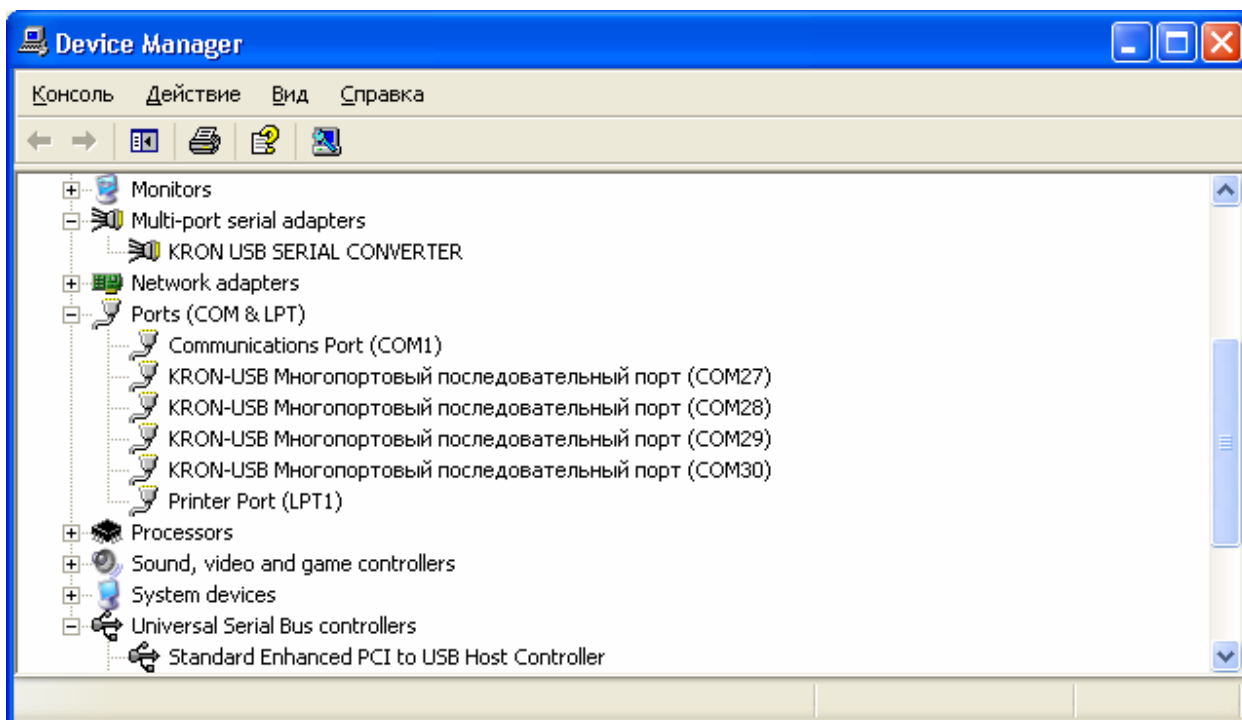 Device Manager
Консоль Действие Вид Справка
Monitors
Multi-port serial adapters
KRON USB SERIAL CONVERTER
Network adapters
Ports (COM & LPT)
Communications Port (COM1)
KRON-USB Многопортовый последовательный порт (COM27)
KRON-USB Многопортовый последовательный порт (COM28)
KRON-USB Многопортовый последовательный порт (COM29)
KRON-USB Многопортовый последовательный порт (COM30)
Printer Port (LPT1)
Processors
Sound, video and game controllers
System devices
Universal Serial Bus controllers
Standard Enhanced PCI to USB Host Controller